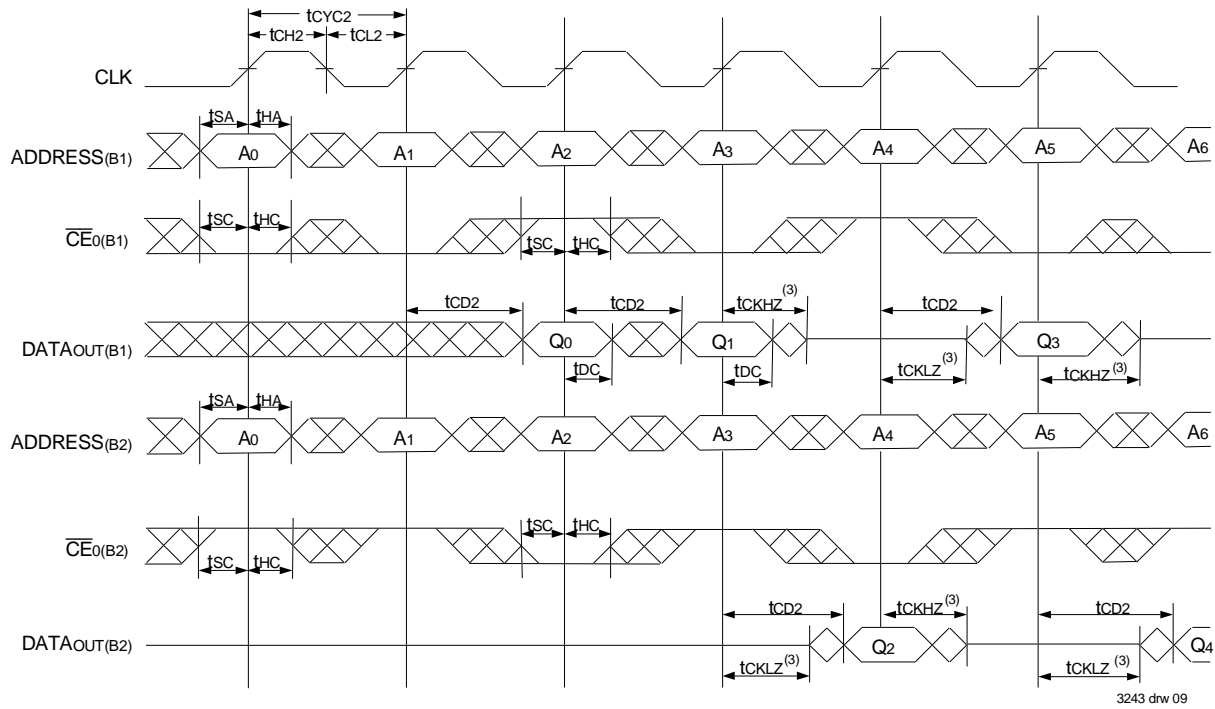 tCYC2
tCH2 tCL2
CLK
tSA tHA
ADDRESS(B1) A0 A1 A2 A3 A4 A5 A6
tSC tHC
CE0(B1)
tSC tHC
tCD2 tCD2 tCKHZ(3) tCD2
DATAOUT(B1) Q0 Q1 Q3
tDC tDC tCKLZ(3) tCKHZ(3)
tSA tHA
ADDRESS(B2) A0 A1 A2 A3 A4 A5 A6
tSC tHC
CE0(B2)
tSC tHC
tCD2 tCKHZ(3) tCD2
DATAOUT(B2) Q2 Q4
tCKLZ(3) tCKLZ(3)
3243 drw 09